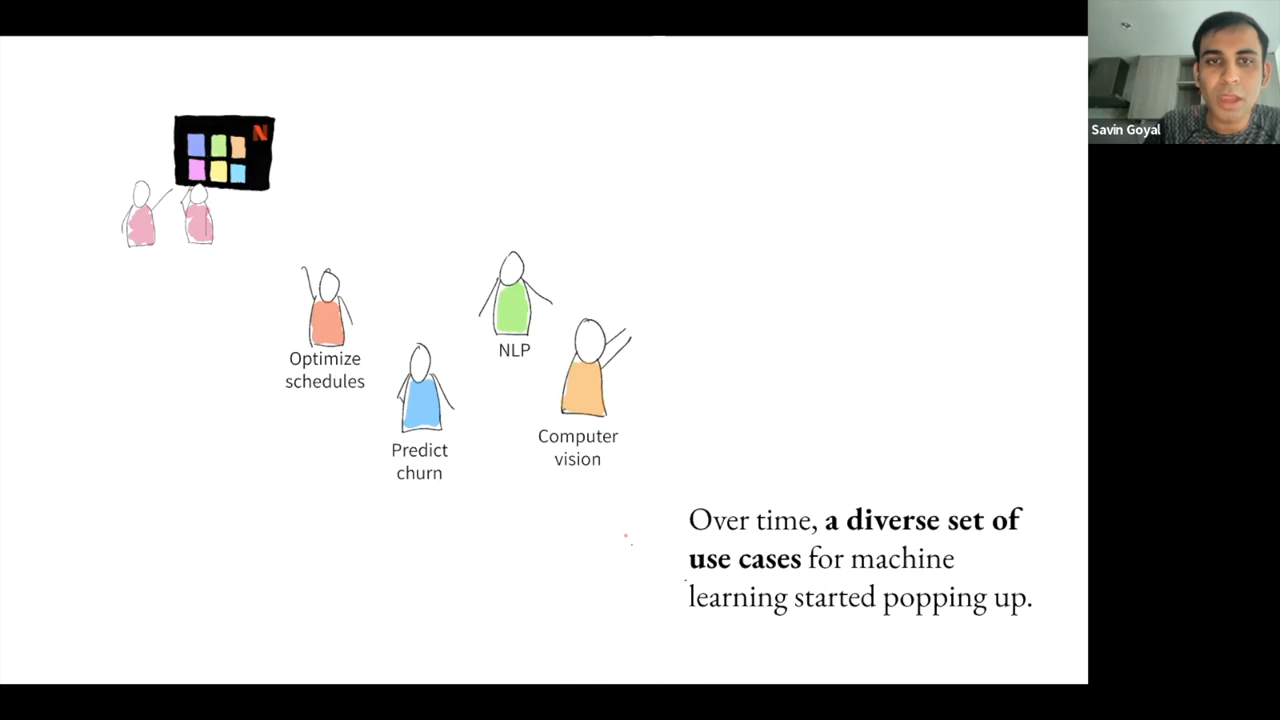 N
Savin Goyal
Optimize
schedules
NLP
Predict
churn
Computer
vision
Over time, a diverse set of
use cases for machine
learning started popping up.